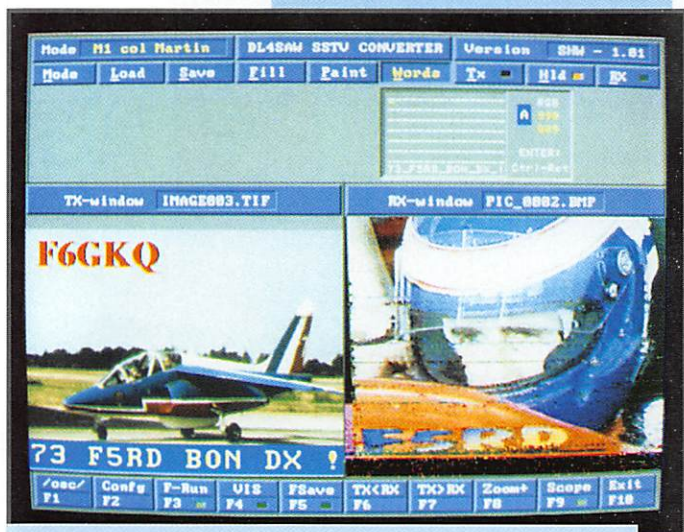 Mode M1 col Martin DL4SAW SSTV CONVERTER Version SHW - 1.01
Mode Load Save Fill Paint Words Tx Hld RX
A
ENTER:
73_F5RD_BON_DX_! Ctrl-Ret
TX-window IMAGE003.TIF RX-window PIC_0002.BMP
F6GKQ
F5RD
73 F5RD BON DX !
/osc/ Confg F-Run VIS FSave TX<RX TX>RX Zoom+ Scope Exit
F1 F2 F3 F4 F5 F6 F7 F8 F9 F10